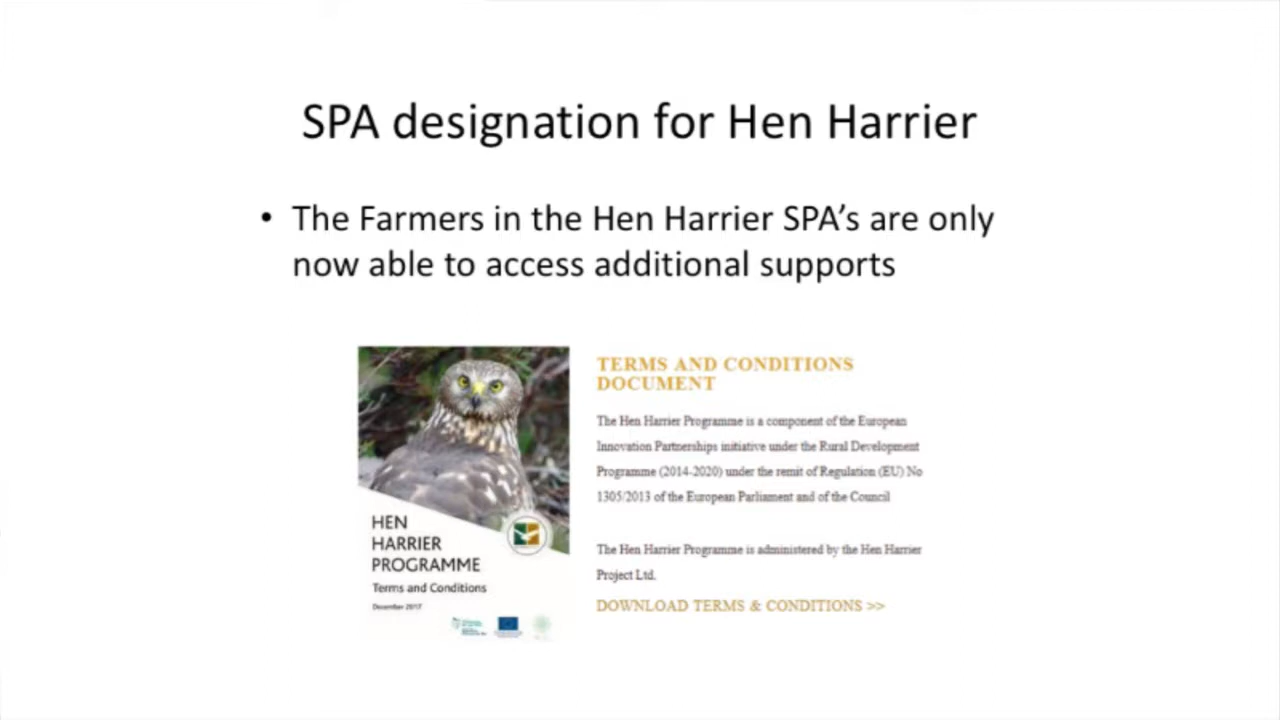 SPA designation for Hen Harrier
• The Farmers in the Hen Harrier SPA’s are only
now able to access additional supports
TERMS AND CONDITIONS
DOCUMENT
The Hen Harrier Programme is a component of the European
Innovation Partnerships initiative under the Rural Development
Programme (2014-2020) under the remit of Regulation (EU) No
1305/2013 of the European Parliament and of the Council
The Hen Harrier Programme is administered by the Hen Harrier
Project Ltd.
DOWNLOAD TERMS & CONDITIONS >>
HEN
HARRIER
PROGRAMME
Terms and Conditions
December 2017